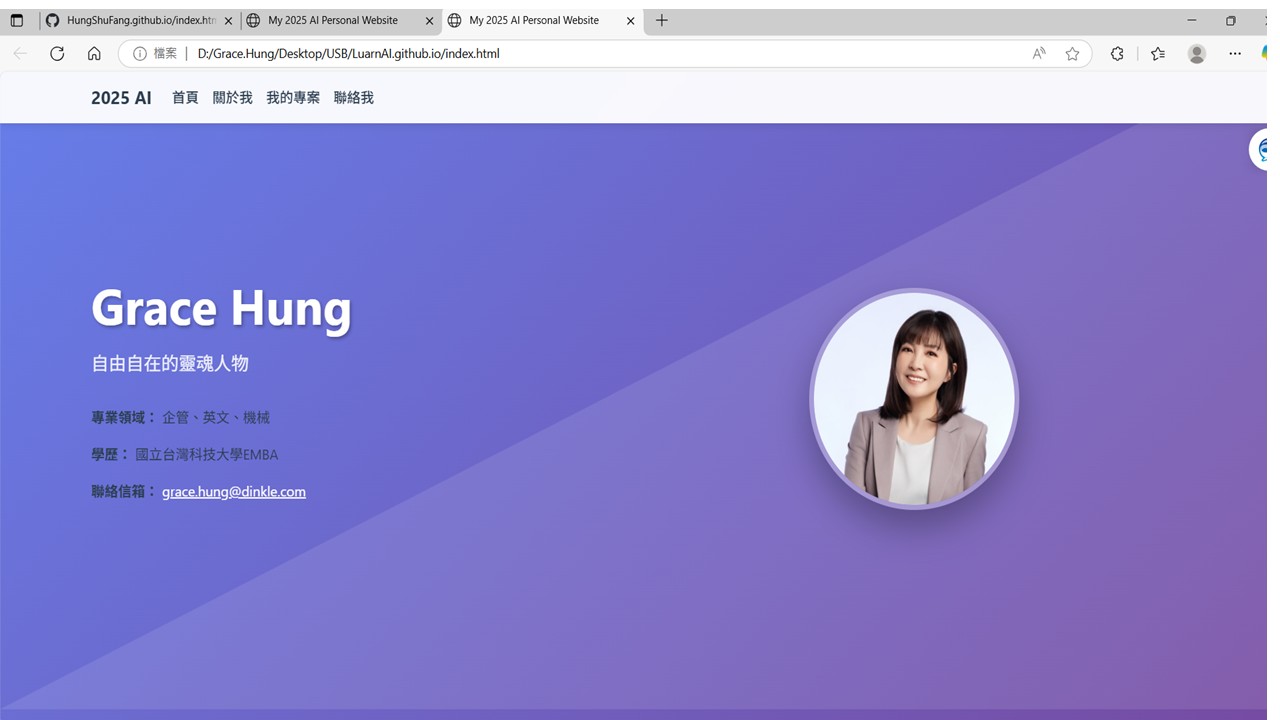 HungShuFang.github.io/index.htm
My 2025 AI Personal Website
My 2025 AI Personal Website
檔案 D:/Grace.Hung/Desktop/USB/LuarnAI.github.io/index.html
2025 AI 首頁 關於我 我的專案 聯絡我
Grace Hung
自由自在的靈魂人物
專業領域： 企管、英文、機械
學歷： 國立台灣科技大學EMBA
聯絡信箱： grace.hung@dinkle.com